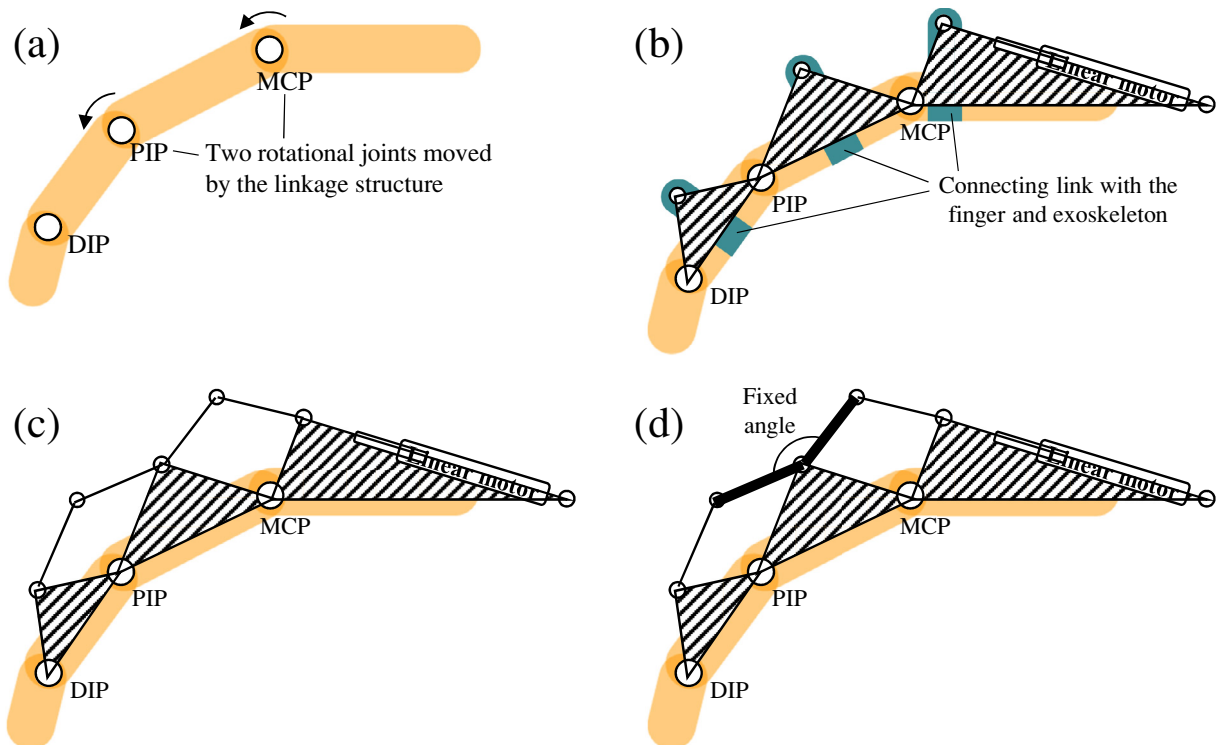 (a)
MCP
PIP
Two rotational joints moved
by the linkage structure
DIP
(b)
Linear motor
MCP
PIP
Connecting link with the
finger and exoskeleton
DIP
(c)
Linear motor
MCP
PIP
DIP
(d)
Fixed
angle
Linear motor
MCP
PIP
DIP